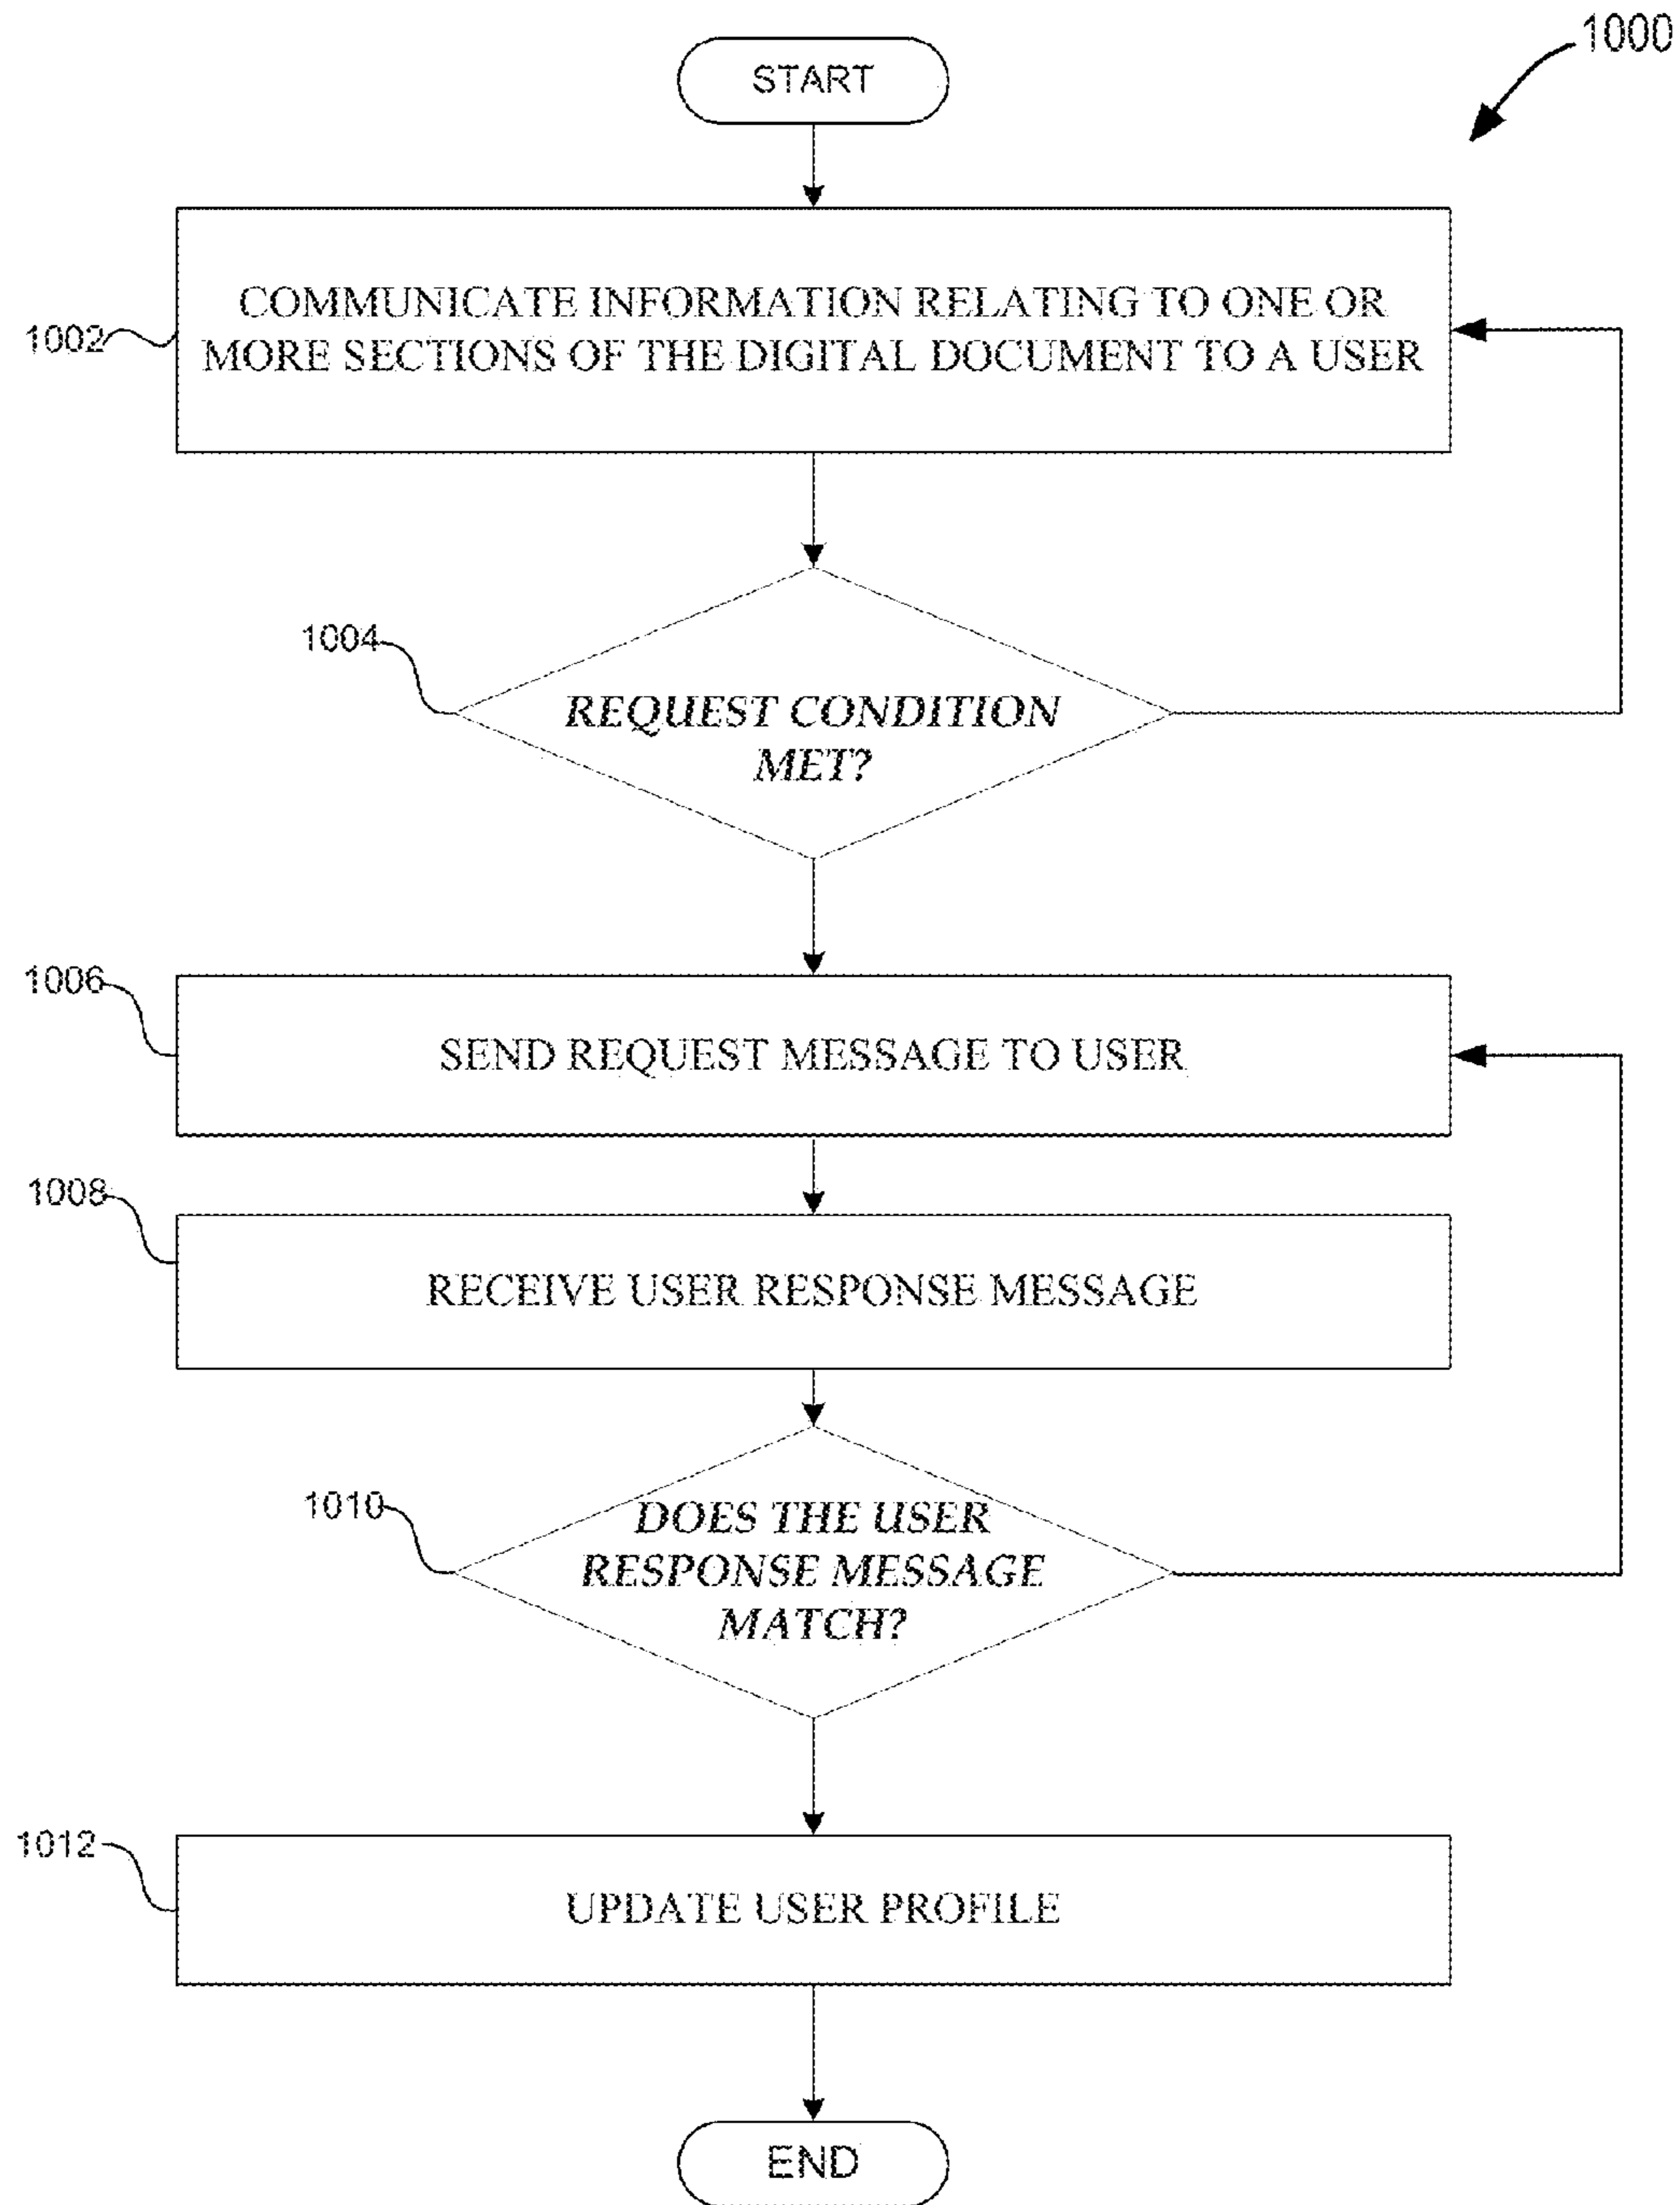 1000
START
1002
COMMUNICATE INFORMATION RELATING TO ONE OR
MORE SECTIONS OF THE DIGITAL DOCUMENT TO A USER
1004
REQUEST CONDITION
MET?
1006
SEND REQUEST MESSAGE TO USER
1008
RECEIVE USER RESPONSE MESSAGE
1010
DOES THE USER
RESPONSE MESSAGE
MATCH?
1012
UPDATE USER PROFILE
END